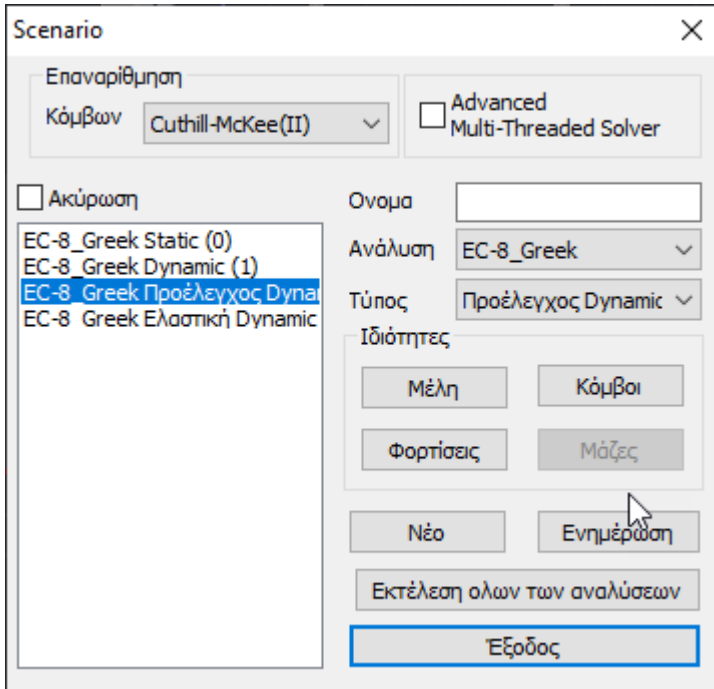 Scenario
Επαναρίθμηση
Κόμβων
Cuthill-McKee(II)
Advanced
Multi-Threaded Solver
Ακύρωση
EC-8_Greek Static (0)
EC-8_Greek Dynamic (1)
EC-8_Greek Προέλεγχος Dynai
EC-8_Greek Ελαστική Dynamic
Ονομα
Ανάλυση
EC-8_Greek
Τύπος
Προέλεγχος Dynamic
Ιδιότητες
Μέλη
Κόμβοι
Φορτίσεις
Μάζες
Νέο
Ενημέρωση
Εκτέλεση ολων των αναλύσεων
Έξοδος